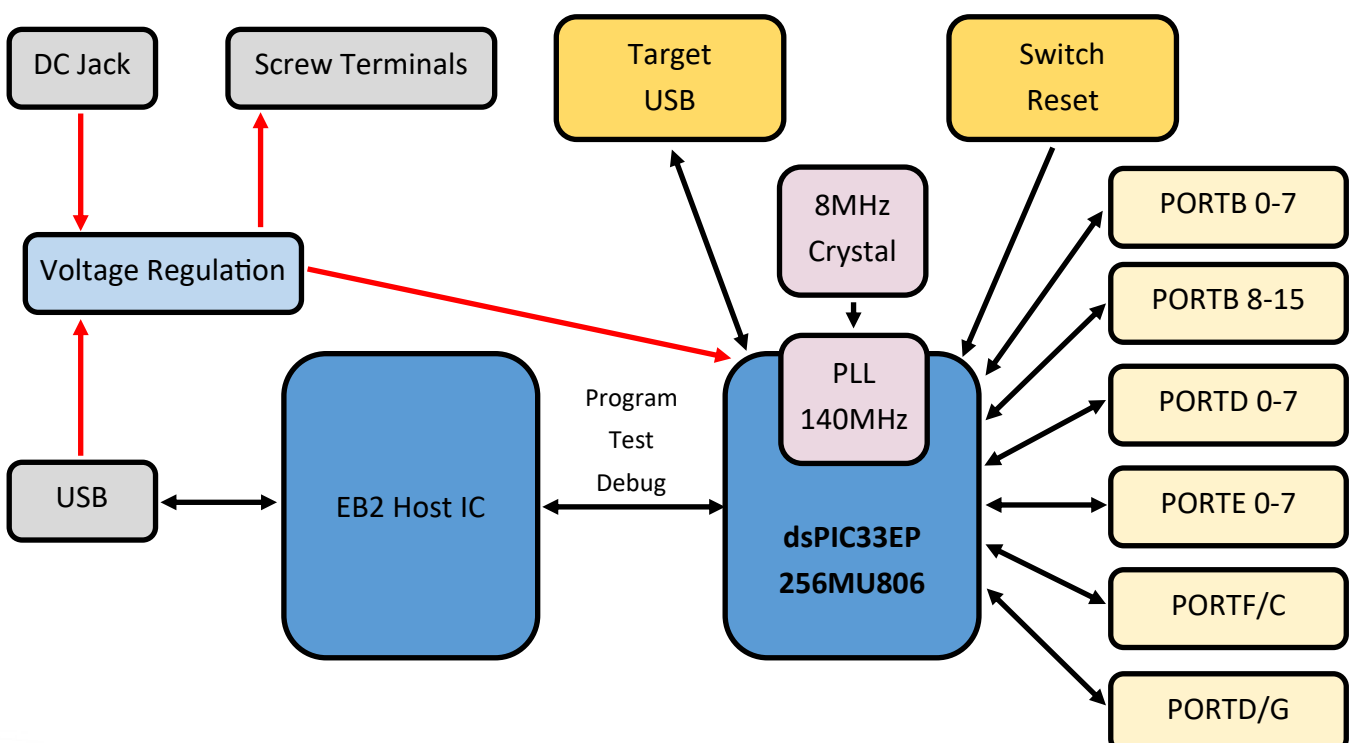 DC Jack
Screw Terminals
Target
USB
Switch
Reset
8MHz
Crystal
PORTB 0-7
Voltage Regulation
PORTB 8-15
PLL
140MHz
Program
Test
Debug
PORTD 0-7
USB
EB2 Host IC
dsPIC33EP
256MU806
PORTE 0-7
PORTF/C
PORTD/G